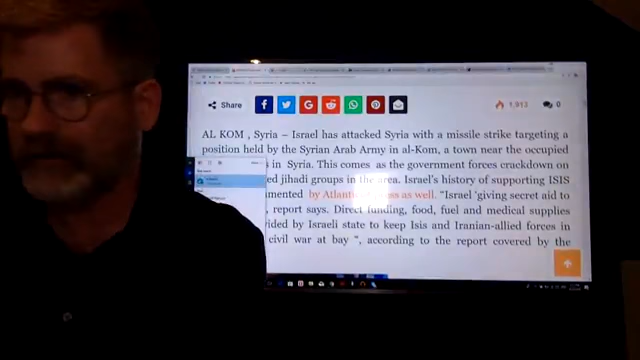 Share
1,913
0
AL KOM , Syria – Israel has attacked Syria with a missile strike targeting a
position held by the Syrian Arab Army in al-Kom, a town near the occupied
s in Syria. This comes as the government forces crackdown on
ed jihadi groups in the area. Israel's history of supporting ISIS
umented by Atlantic ss as well. “Israel ‘giving secret aid to
, report says. Direct funding, food, fuel and medical supplies
vided by Israeli state to keep Isis and Iranian-allied forces in
civil war at bay “, according to the report covered by the